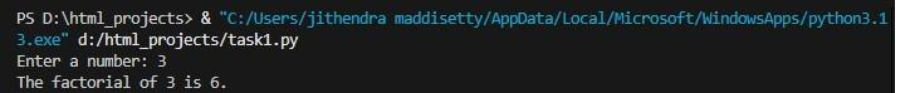 PS D:\html_projects> & "C:/Users/jithendra maddisetty/AppData/Local/Microsoft/WindowsApps/python3.1
3.exe" d:/html_projects/task1.py
Enter a number: 3
The factorial of 3 is 6.